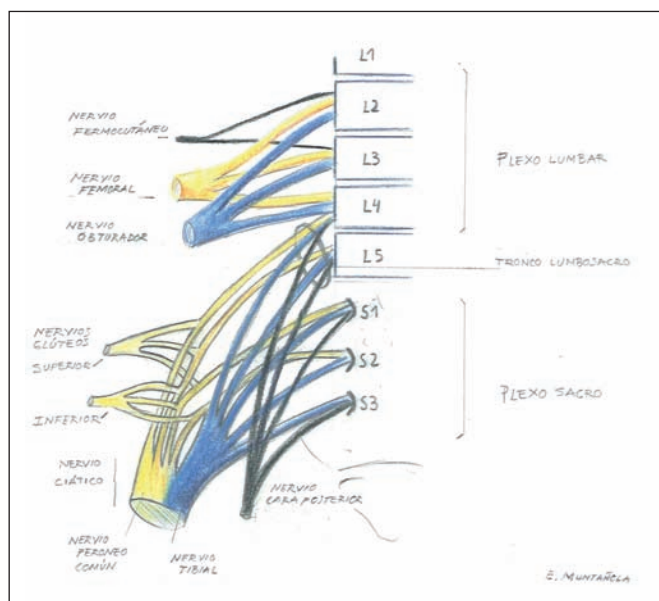 L1
L2
L3
L4
L5
S1
S2
S3
NERVIO
FERMOCUTÁNEO
NERVIO
FEMORAL
NERVIO
OBTURADOR
NERVIOS
GLÚTEOS
SUPERIOR
INFERIOR
NERVIO
CIÁTICO
NERVIO
PERONEO
COMÚN
NERVIO
TIBIAL
NERVIO
CARA POSTERIOR
PLEXO LUMBAR
TRONCO LUMBOSACRO
PLEXO SACRO
E. MUNTAÑOLA